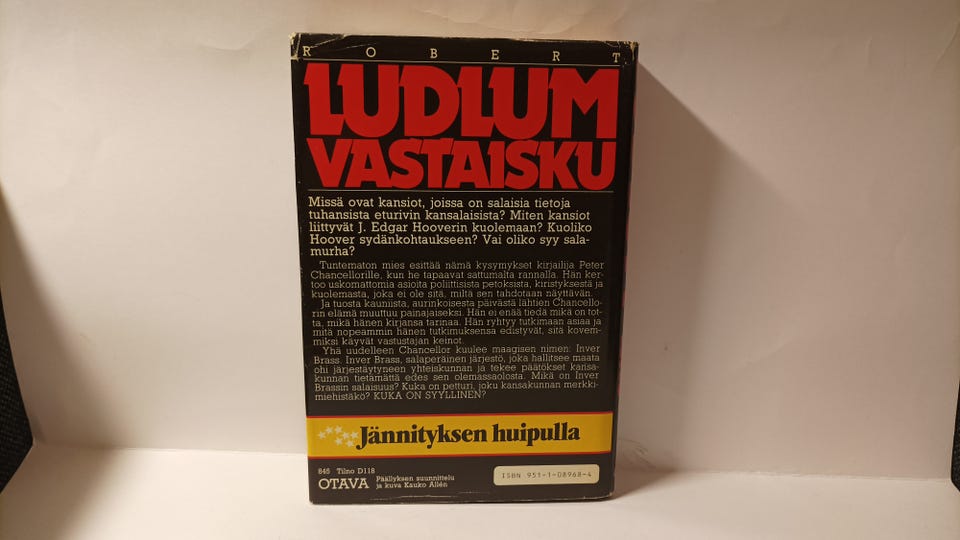 ROBERT
LUDLUM
VASTAISKU
Missä ovat kansiot, joissa on salaisia tietoja
tuhansista eturivin kansalaisista? Miten kansiot
liittyvät J. Edgar Hooverin kuolemaan? Kuoliko
Hoover sydänkohtaukseen? Vai oliko syy sala-
murha?
Tuntematon mies esittää nämä kysymykset kirjailija Peter
Chancellorille, kun he tapaavat sattumalta rannalla. Hän ker-
too uskomattomia asioita poliittisista petoksista, kiristyksestä ja
kuolemasta, joka ei ole sitä, miltä sen tahdotaan näyttävän.
Ja tuosta kauniista, aurinkoisesta päivästä lähtien Chancello-
rin elämä muuttuu painajaiseksi. Hän ei enää tiedä mikä on tot-
ta, mikä hänen kirjansa tarinaa. Hän ryhtyy tutkimaan asiaa ja
mitä nopeammin hänen tutkimuksensa edistyvät, sitä kovem-
miksi käyvät vastustajan keinot.
Yhä uudelleen Chancellor kuulee maagisen nimen: Inver
Brass. Inver Brass, salaperäinen järjestö, joka hallitsee maata
ohi järjestäytyneen yhteiskunnan ja tekee päätökset kansa-
kunnan tietämättä edes sen olemassaolosta. Mikä on Inver
Brassin salaisuus? Kuka on petturi, joku kansakunnan merkki-
miehistäkö? KUKA ON SYYLLINEN?
Jännityksen huipulla
845 Tilno D118
OTAVA
Päällyksen suunnittelu
ja kuva Kauko Allén
ISBN 951-1-08968-4